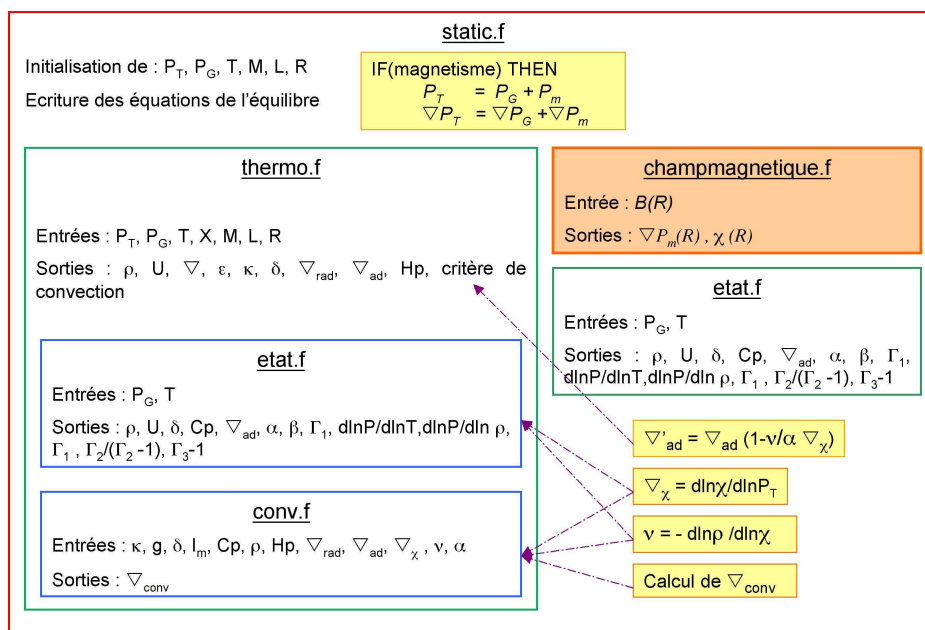 static.f
Initialisation de : P_T, P_G, T, M, L, R
Ecriture des équations de l'équilibre
IF(magnetisme) THEN
P_T = P_G + P_m
▽P_T = ▽P_G + ▽P_m
thermo.f
Entrées : P_T, P_G, T, X, M, L, R
Sorties : ρ, U, ▽, ε, κ, δ, ▽_rad, ▽_ad, Hp, critère de
convection
etat.f
Entrées : P_G, T
Sorties : ρ, U, δ, Cp, ▽_ad, α, β, Γ_1, dlnP/dlnT,dlnP/dln ρ,
Γ_1 , Γ_2/(Γ_2 -1), Γ_3-1
conv.f
Entrées : κ, g, δ, l_m, Cp, ρ, Hp, ▽_rad, ▽_ad, ▽_χ , ν, α
Sorties : ▽_conv
champmagnetique.f
Entrée : B(R)
Sorties : ▽P_m(R) , χ (R)
etat.f
Entrées : P_G, T
Sorties : ρ, U, δ, Cp, ▽_ad, α, β, Γ_1,
dlnP/dlnT,dlnP/dln ρ, Γ_1 , Γ_2/(Γ_2 -1), Γ_3-1
▽'_ad = ▽_ad (1-ν/α ▽_χ)
▽_χ = dlnχ/dlnP_T
ν = - dlnρ /dlnχ
Calcul de ▽_conv